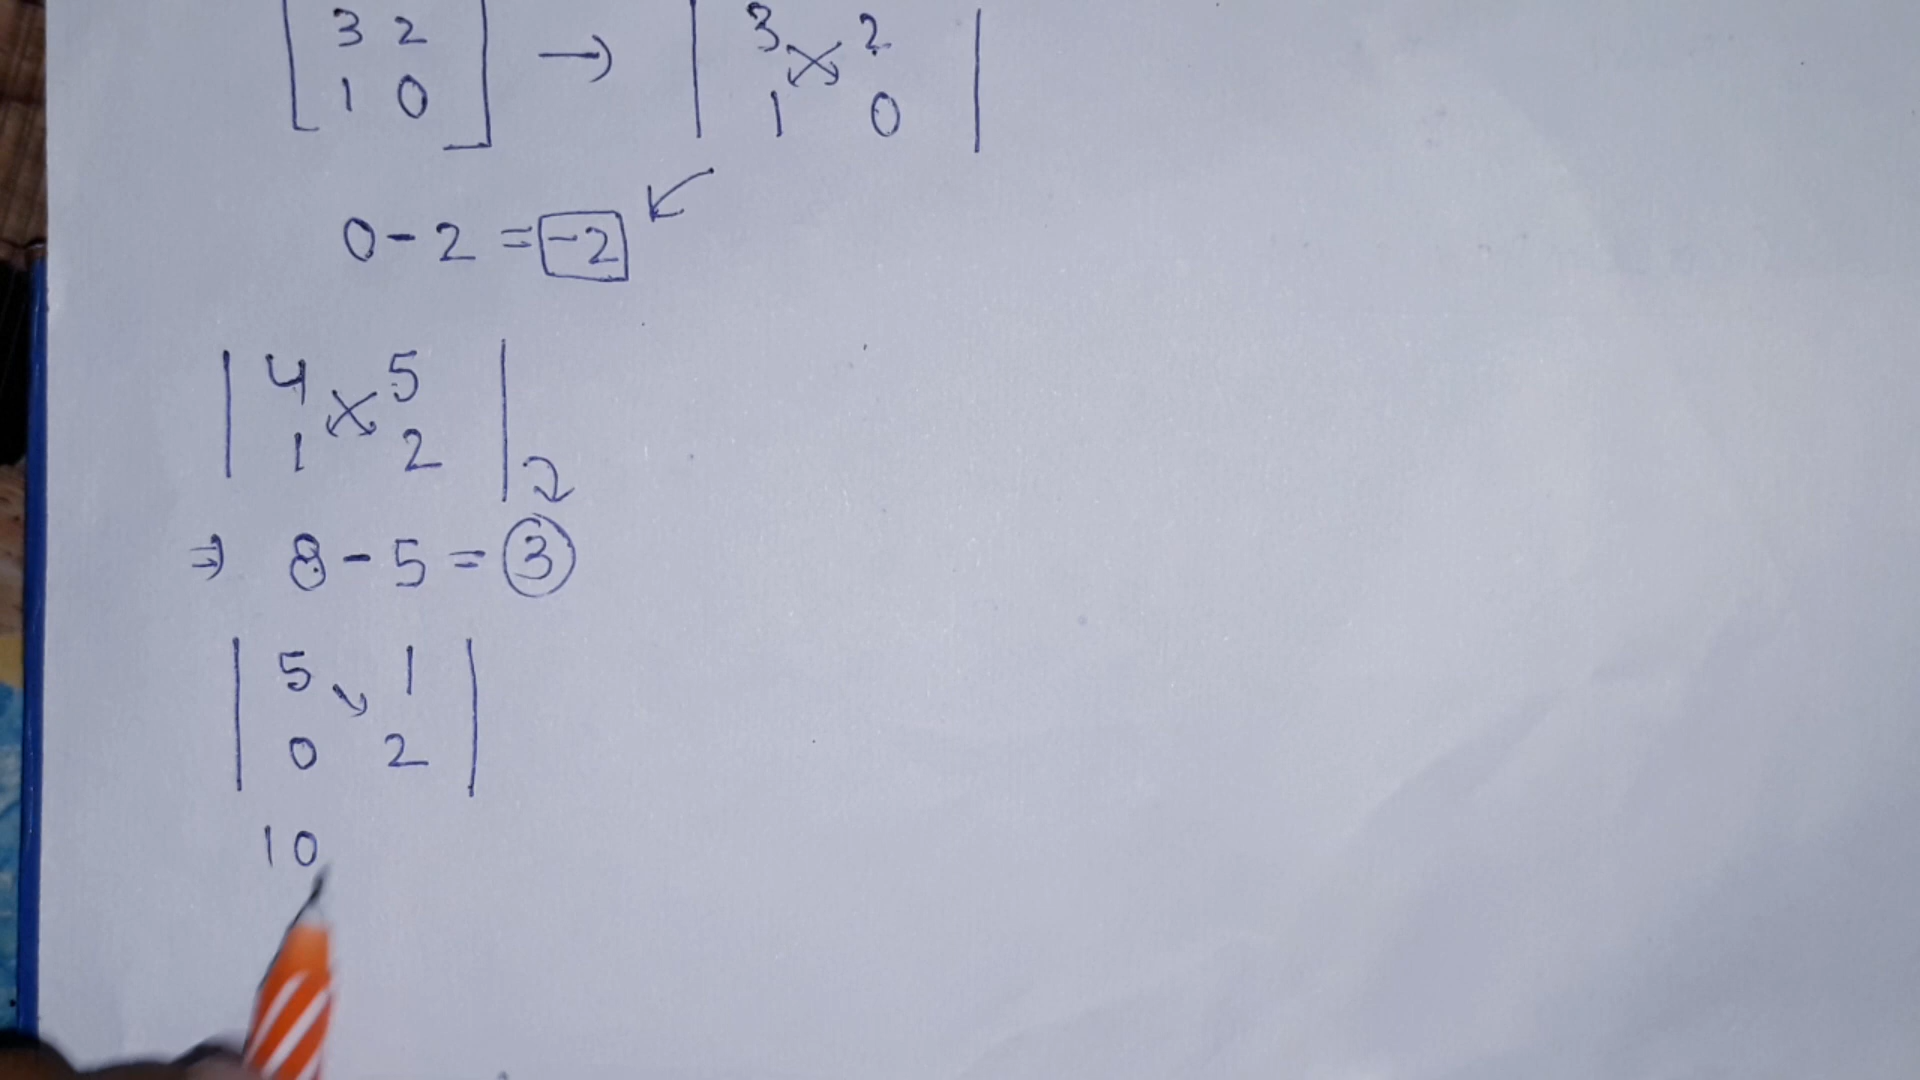 [3 2 → |3 2|
1 0] |1 0|
0 - 2 = -2
|4 5|
|1 2|
⇒ 8 - 5 = 3
|5 1|
|0 2|
10